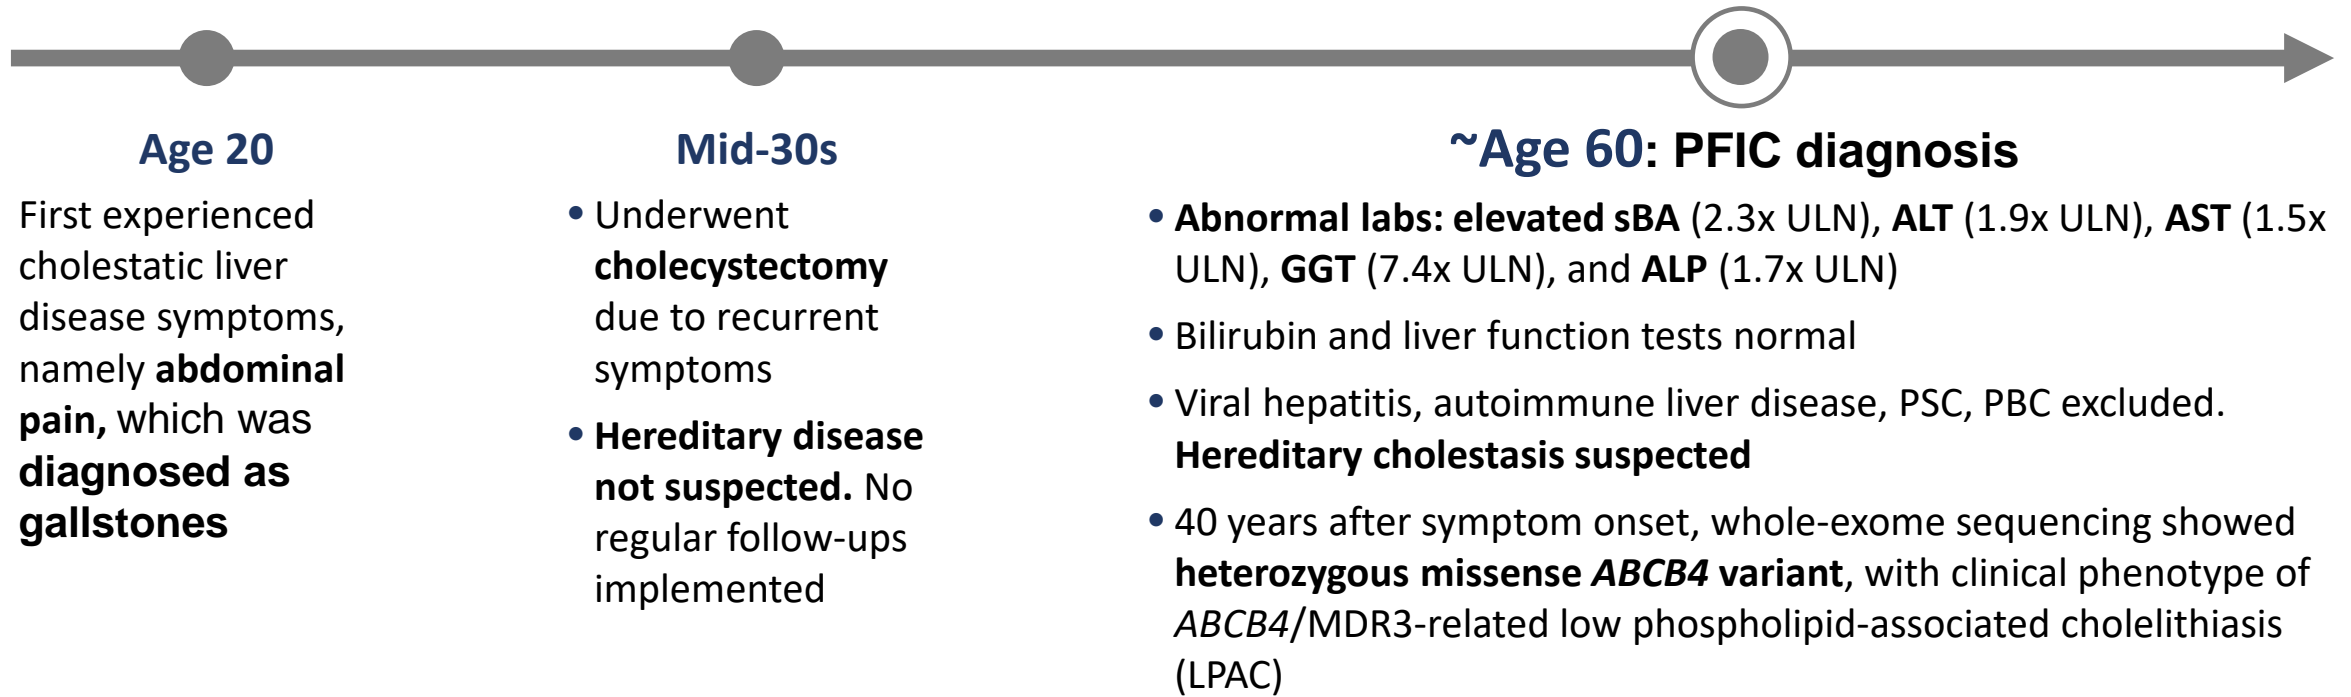 Age 20
First experienced
cholestatic liver
disease symptoms,
namely abdominal
pain, which was
diagnosed as
gallstones
Mid-30s
• Underwent
cholecystectomy
due to recurrent
symptoms
• Hereditary disease
not suspected. No
regular follow-ups
implemented
~Age 60: PFIC diagnosis
• Abnormal labs: elevated sBA (2.3x ULN), ALT (1.9x ULN), AST (1.5x
ULN), GGT (7.4x ULN), and ALP (1.7x ULN)
• Bilirubin and liver function tests normal
• Viral hepatitis, autoimmune liver disease, PSC, PBC excluded.
Hereditary cholestasis suspected
• 40 years after symptom onset, whole-exome sequencing showed
heterozygous missense ABCB4 variant, with clinical phenotype of
ABCB4/MDR3-related low phospholipid-associated cholelithiasis
(LPAC)